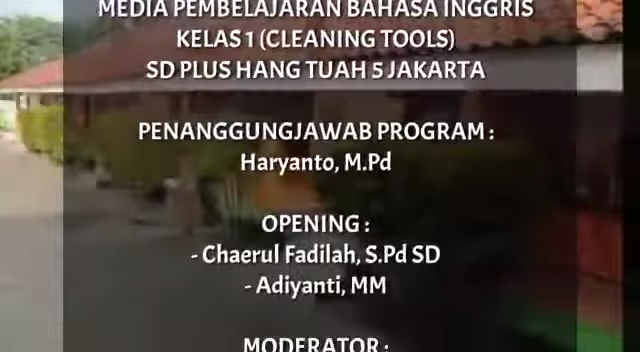 MEDIA PEMBELAJARAN BAHASA INGGRIS
KELAS 1 (CLEANING TOOLS)
SD PLUS HANG TUAH 5 JAKARTA
PENANGGUNGJAWAB PROGRAM :
Haryanto, M.Pd
OPENING :
- Chaerul Fadilah, S.Pd SD
- Adiyanti, MM
MODERATOR :